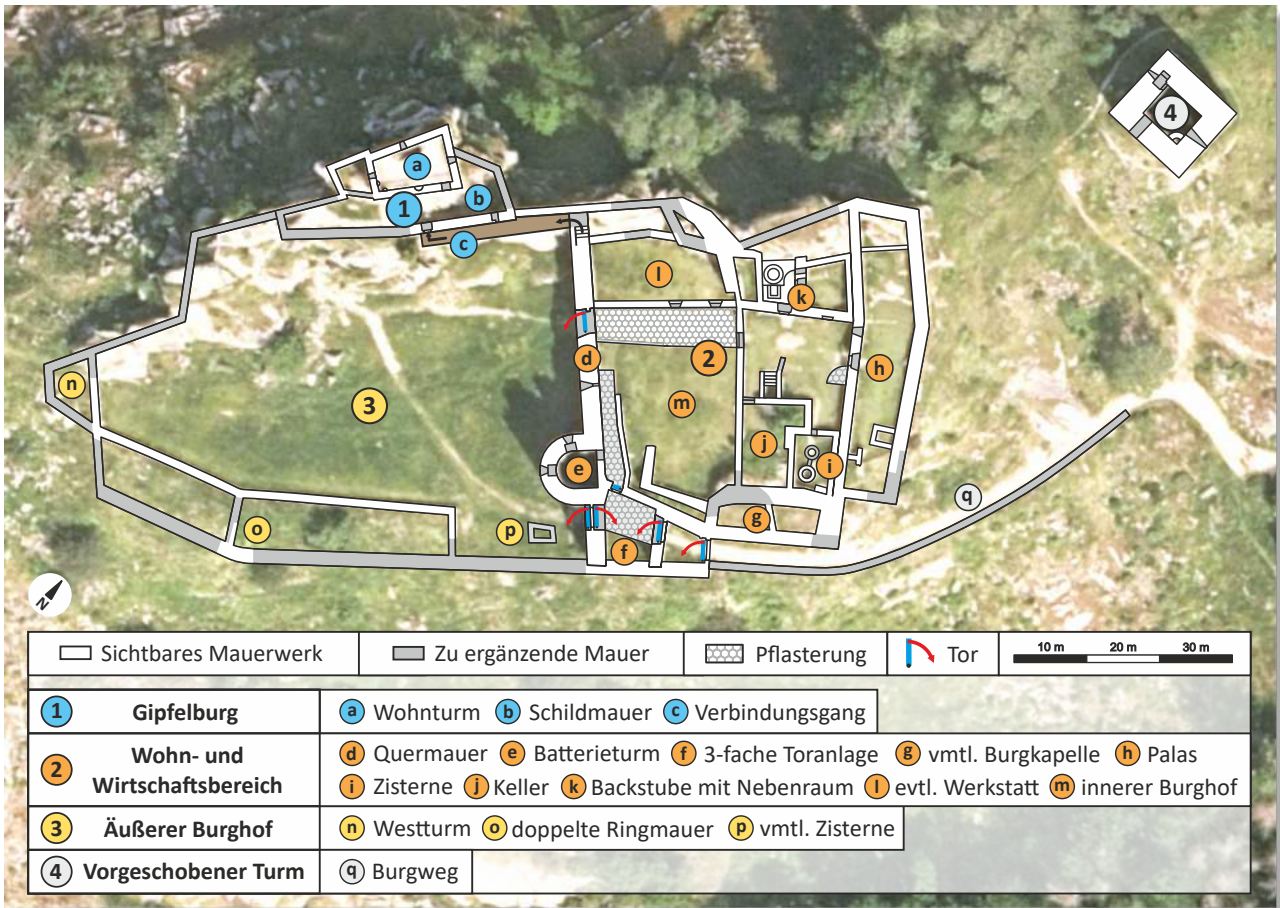 4
a
b
1
c
l
k
d
2
h
3
n
m
j
e
i
q
g
o
p
f
N
Sichtbares Mauerwerk
Zu ergänzende Mauer
Pflasterung
Tor
10 m 20 m 30 m
1 Gipfelburg
a Wohnturm b Schildmauer c Verbindungsgang
2 Wohn- und
Wirtschaftsbereich
d Quermauer e Batterieturm f 3-fache Toranlage g vmtl. Burgkapelle h Palas
i Zisterne j Keller k Backstube mit Nebenraum l evtl. Werkstatt m innerer Burghof
3 Äußerer Burghof
n Westturm o doppelte Ringmauer p vmtl. Zisterne
4 Vorgeschobener Turm
q Burgweg